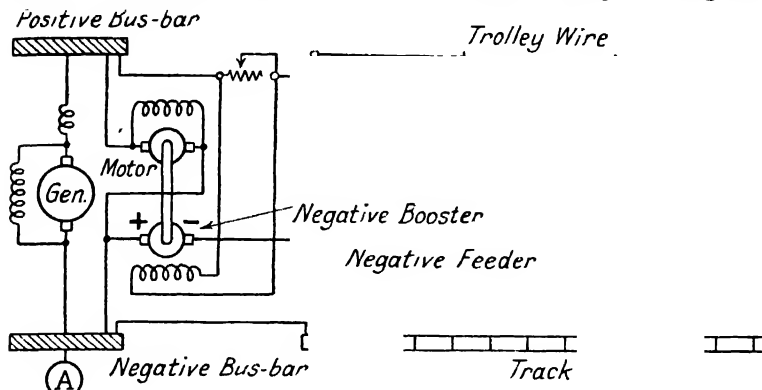 Positive Bus-bar
Trolley Wire
Motor
Gen.
+ −
Negative Booster
Negative Feeder
Negative Bus-bar
Track
A